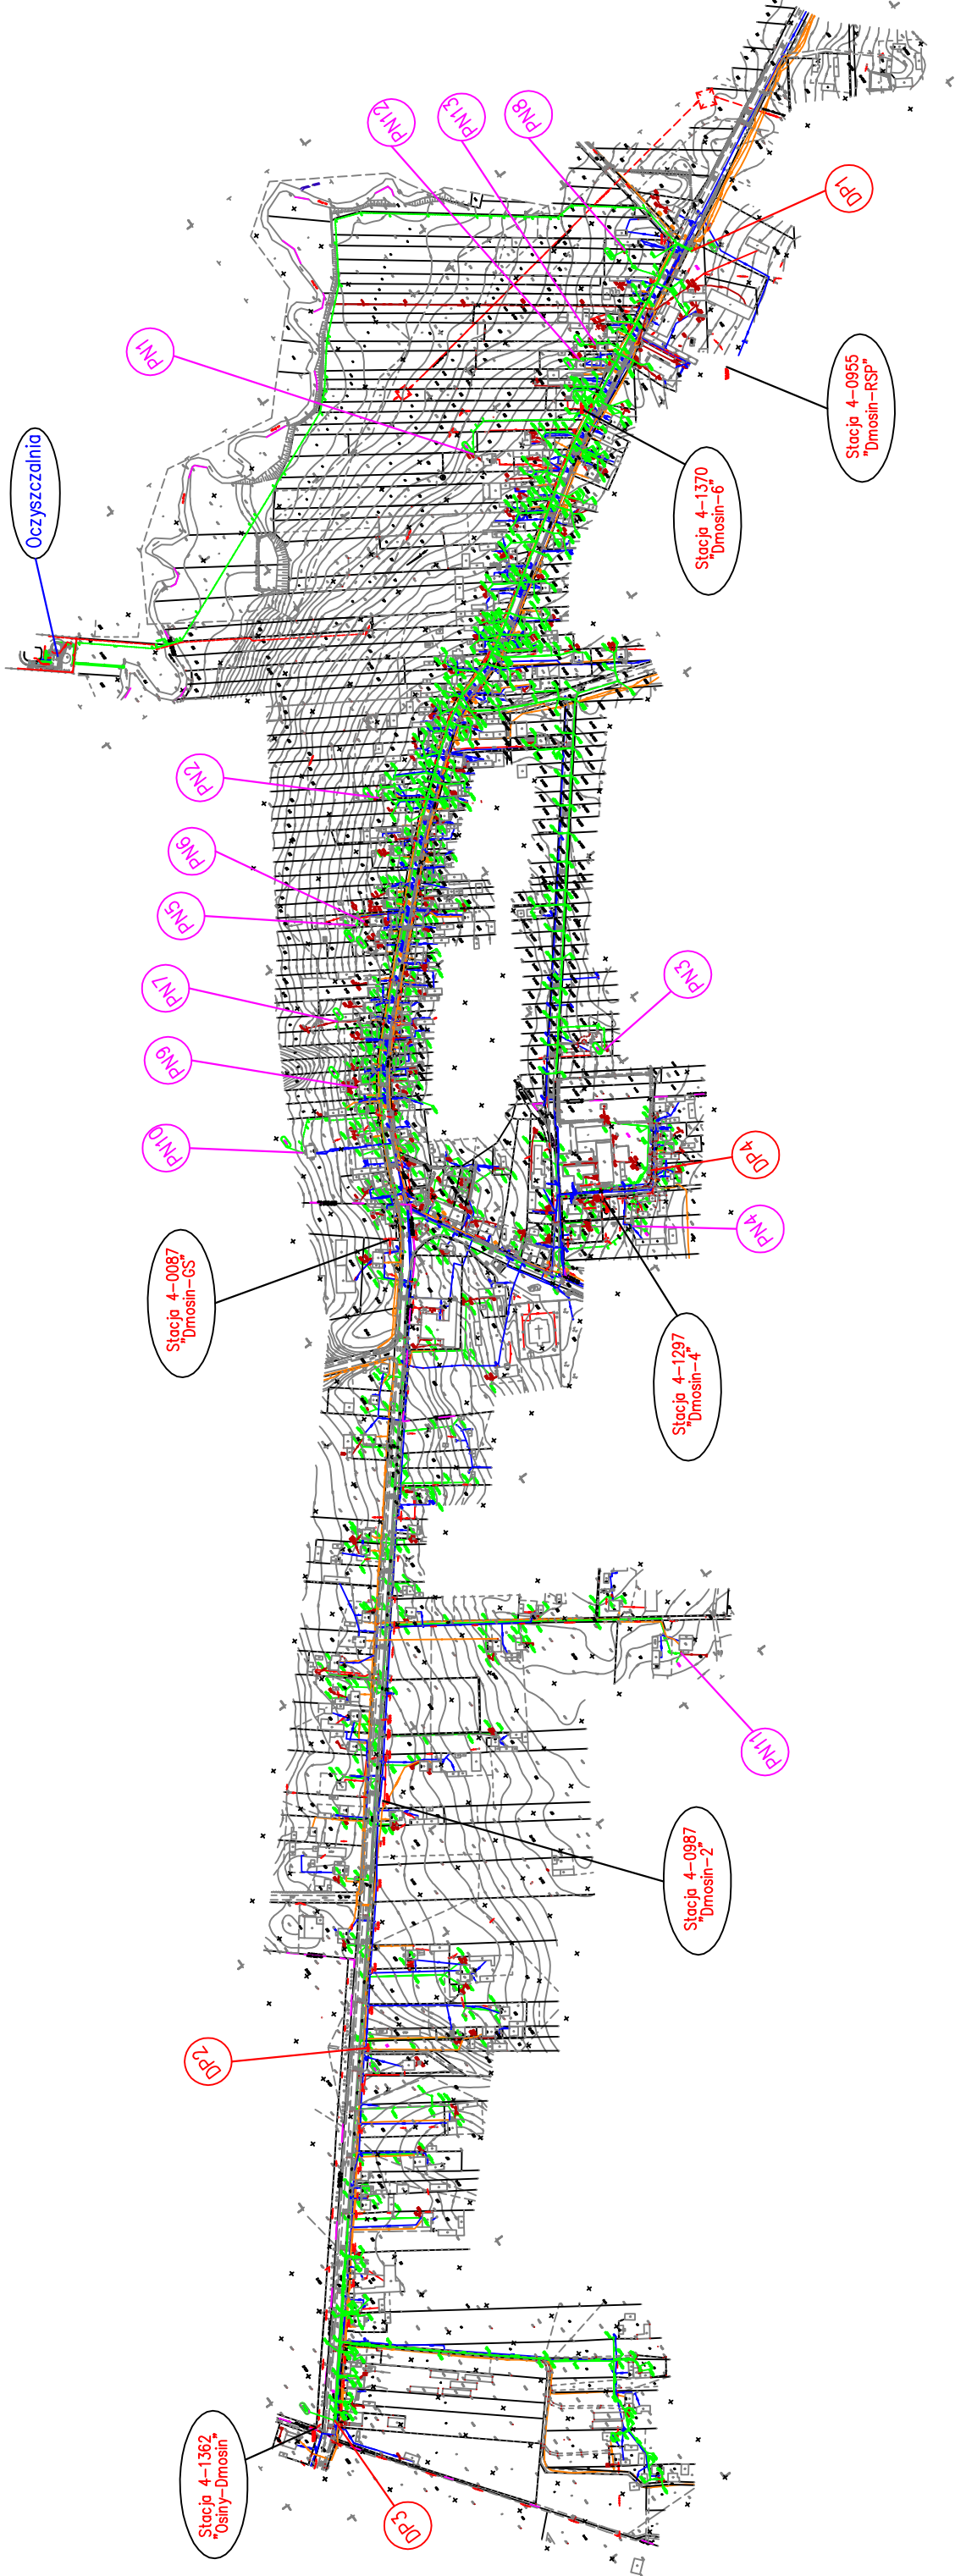 PN12
PN13
PN8
DP1
PN1
Stacja 4-0955
"Dmosin-RSP"
Oczyszczalnia
Stacja 4-1370
"Dmosin-6"
PN2
PN6
PN5
PN7
PN3
PN9
PN10
DP4
PN4
Stacja 4-0087
"Dmosin-GS"
Stacja 4-1297
"Dmosin-4"
PN11
Stacja 4-0987
"Dmosin-2"
DP2
Stacja 4-1362
"Osiny-Dmosin"
DP3